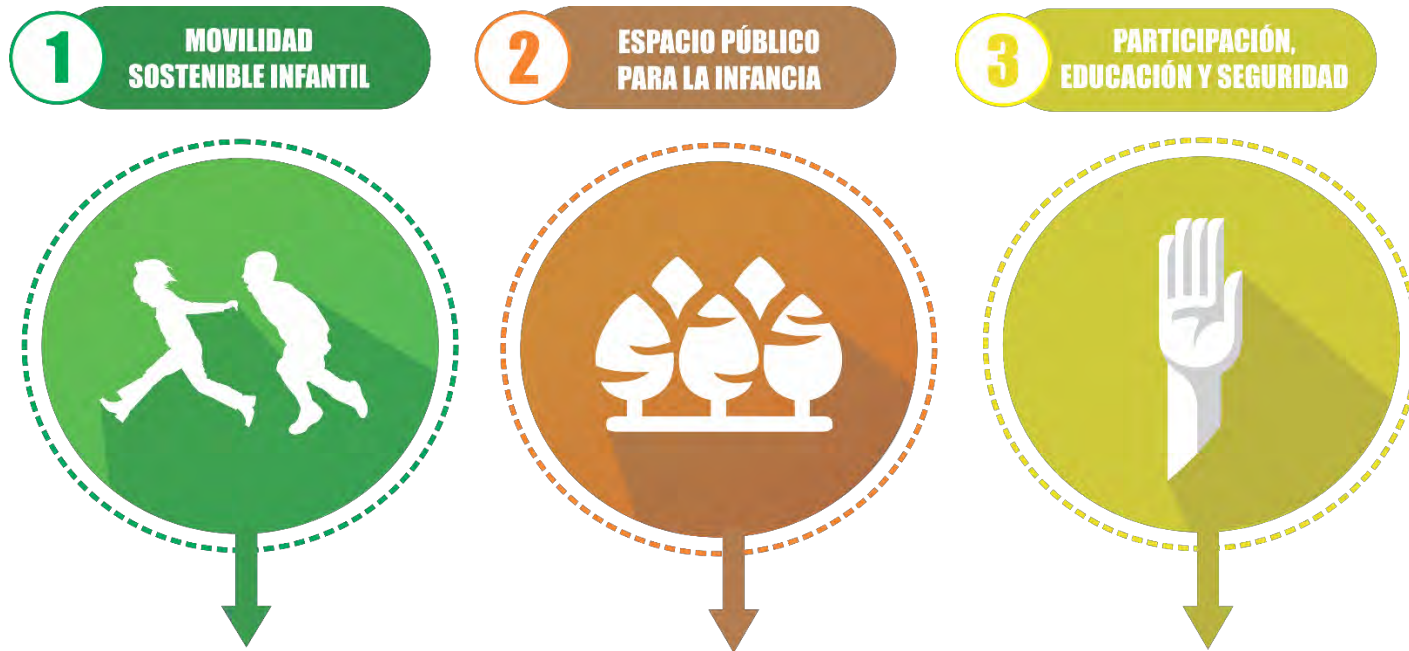 1
MOVILIDAD
SOSTENIBLE INFANTIL
2
ESPACIO PÚBLICO
PARA LA INFANCIA
3
PARTICIPACIÓN,
EDUCACIÓN Y SEGURIDAD